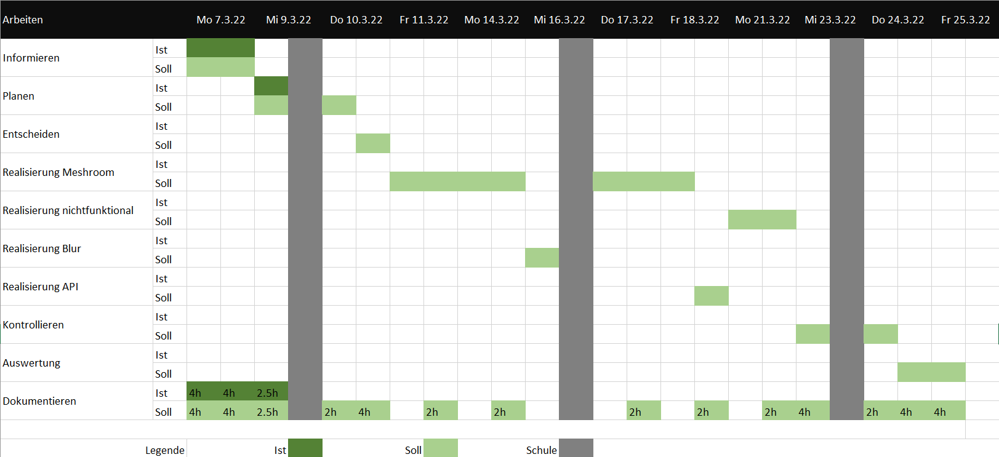 Arbeiten Mo 7.3.22 Mi 9.3.22 Do 10.3.22 Fr 11.3.22 Mo 14.3.22 Mi 16.3.22 Do 17.3.22 Fr 18.3.22 Mo 21.3.22 Mi 23.3.22 Do 24.3.22 Fr 25.3.22
Informieren
Ist
Soll
Planen
Ist
Soll
Entscheiden
Ist
Soll
Realisierung Meshroom
Ist
Soll
Realisierung nichtfunktional
Ist
Soll
Realisierung Blur
Ist
Soll
Realisierung API
Ist
Soll
Kontrollieren
Ist
Soll
Auswertung
Ist
Soll
Dokumentieren
Ist 4h 4h 2.5h
Soll 4h 4h 2.5h 2h 4h 2h 2h 2h 2h 2h 4h 2h 4h 4h
Legende Ist Soll Schule